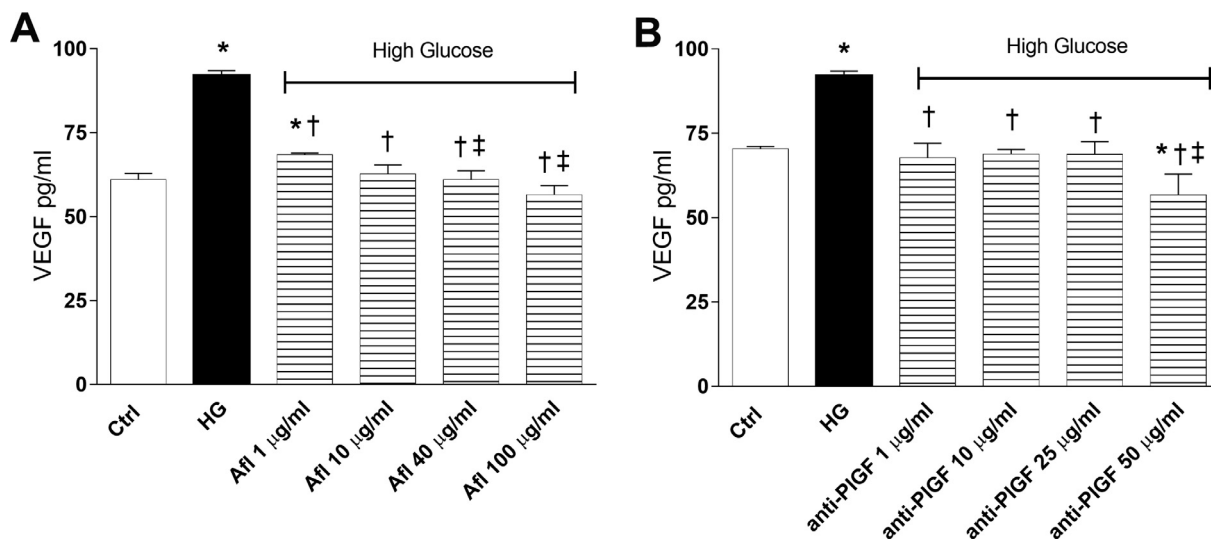 A
VEGF pg/ml
100
75
50
25
0
*
High Glucose
*†
†
†‡
†‡
Ctrl
HG
Afl 1 μg/ml
Afl 10 μg/ml
Afl 40 μg/ml
Afl 100 μg/ml
B
VEGF pg/ml
100
75
50
25
0
*
High Glucose
†
†
†
*†‡
Ctrl
HG
anti-PlGF 1 μg/ml
anti-PlGF 10 μg/ml
anti-PlGF 25 μg/ml
anti-PlGF 50 μg/ml